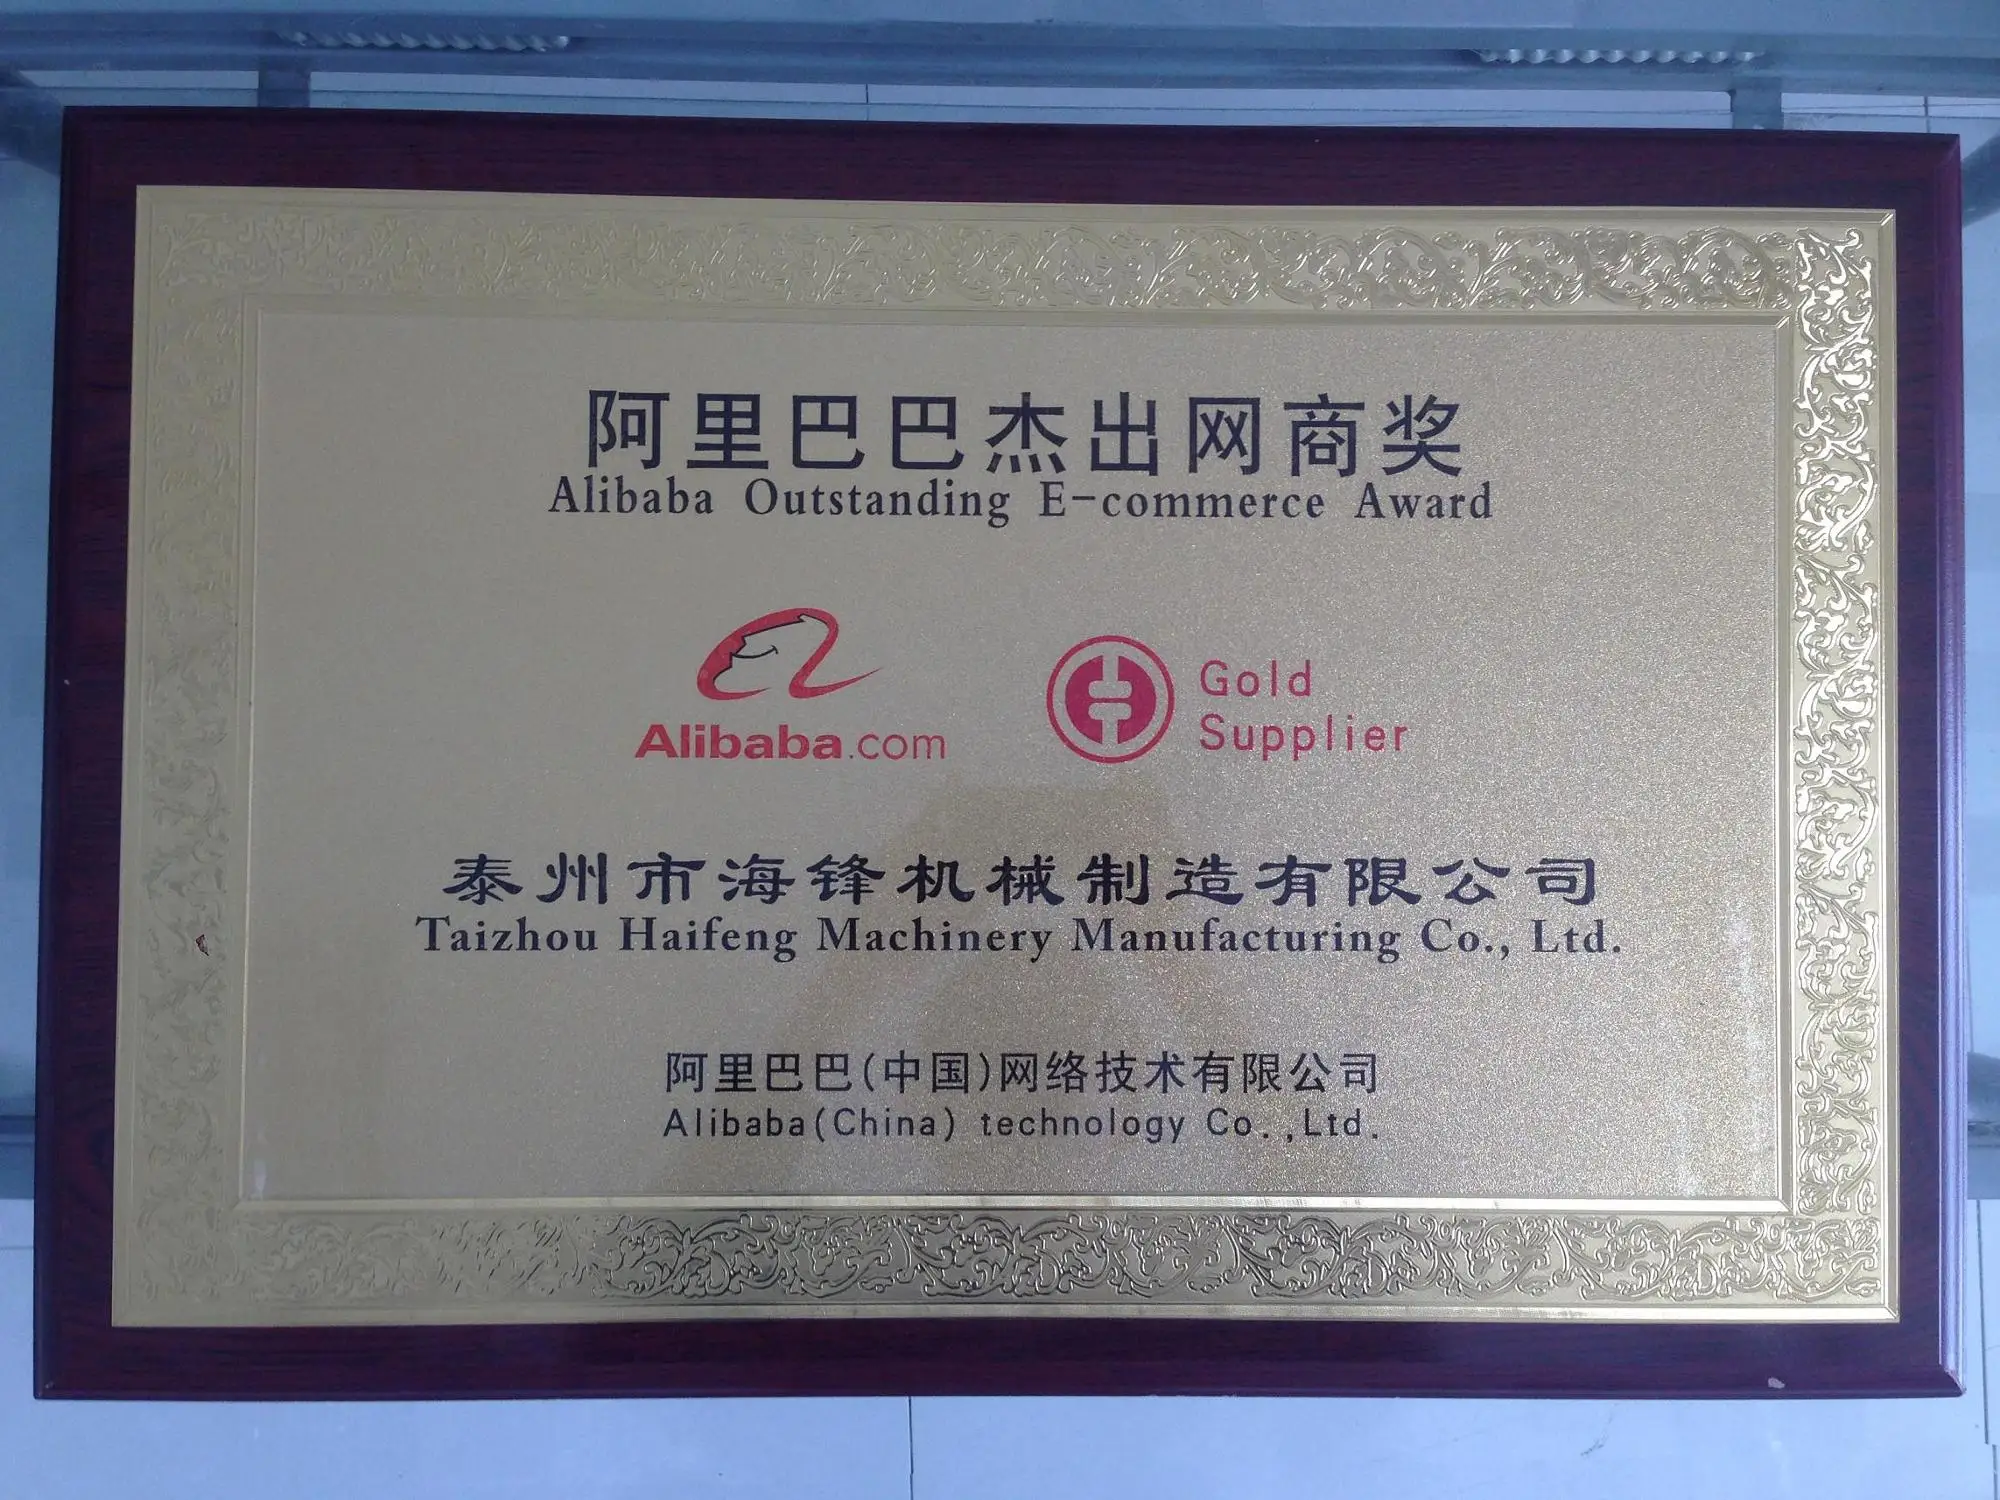 阿里巴巴杰出网商奖
Alibaba Outstanding E-commerce Award
Alibaba.com
Gold
Supplier
泰州市海锋机械制造有限公司
Taizhou Haifeng Machinery Manufacturing Co., Ltd.
阿里巴巴(中国)网络技术有限公司
Alibaba(China) technology Co.,Ltd.